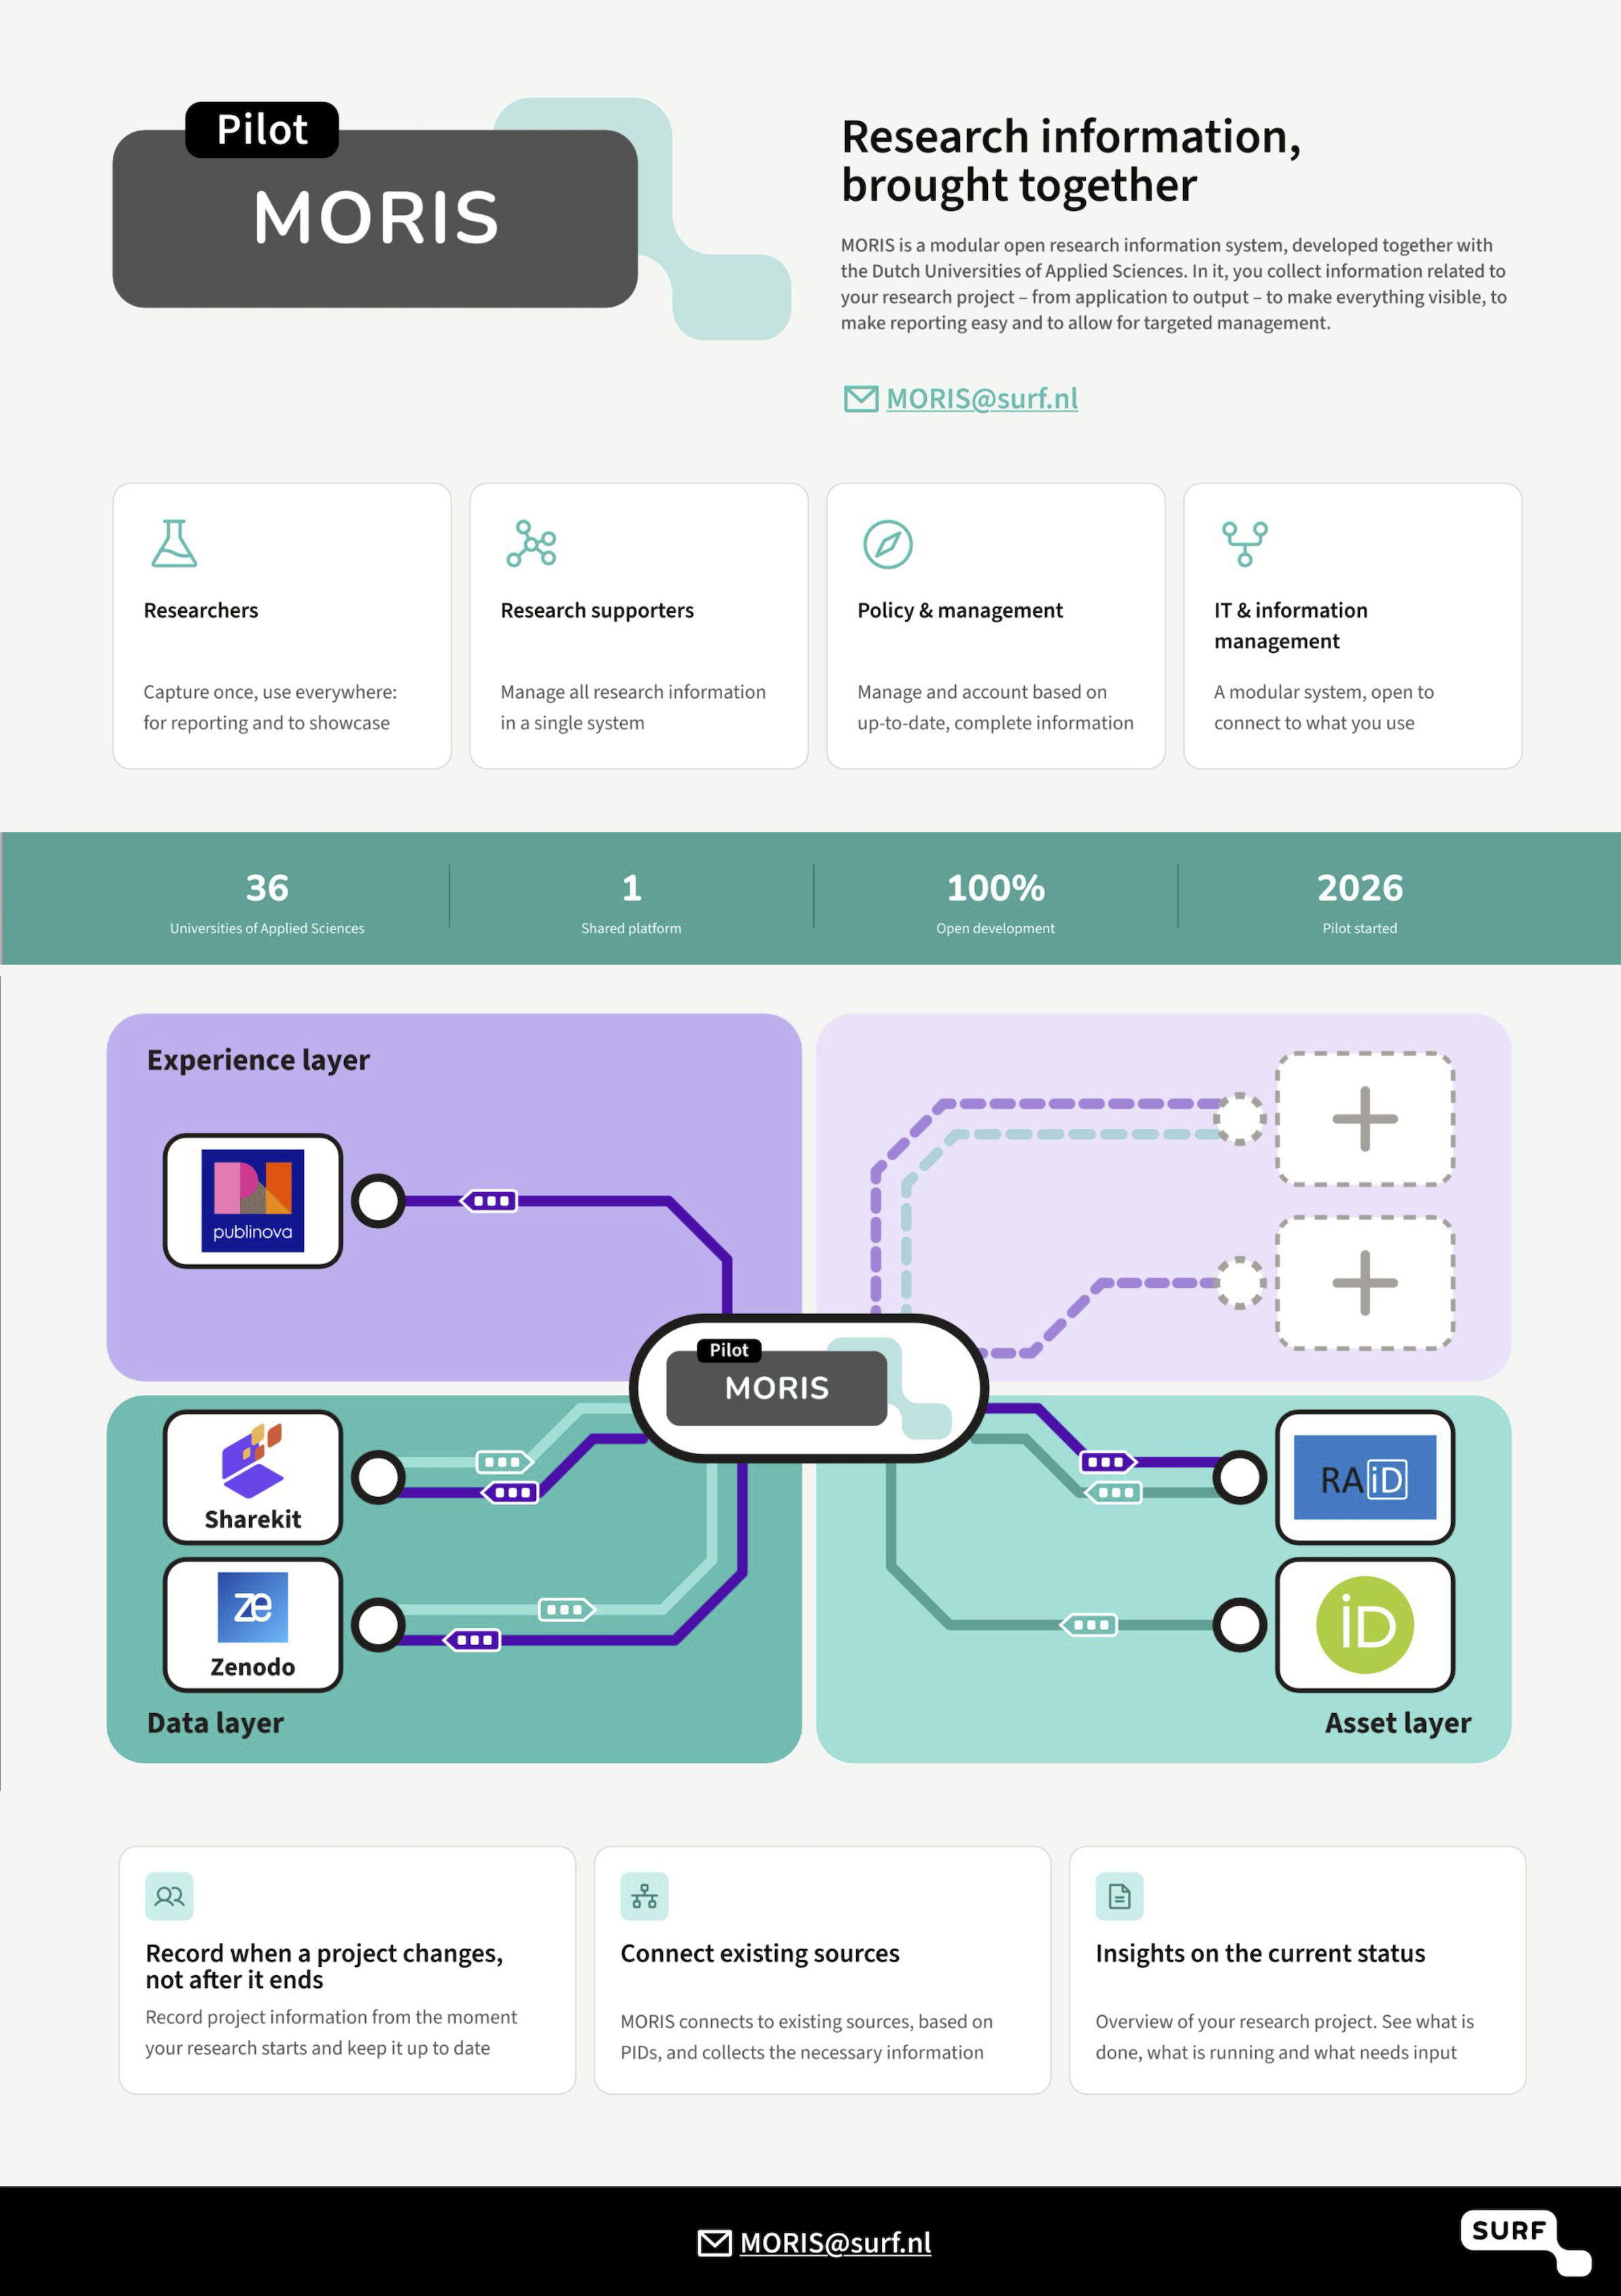 Pilot
MORIS
Research information,
brought together
MORIS is a modular open research information system, developed together with
the Dutch Universities of Applied Sciences. In it, you collect information related to
your research project – from application to output – to make everything visible, to
make reporting easy and to allow for targeted management.
MORIS@surf.nl
Researchers
Capture once, use everywhere:
for reporting and to showcase
Research supporters
Manage all research information
in a single system
Policy & management
Manage and account based on
up-to-date, complete information
IT & information
management
A modular system, open to
connect to what you use
36
Universities of Applied Sciences
1
Shared platform
100%
Open development
2026
Pilot started
Experience layer
publinova
Pilot
MORIS
Sharekit
ze
Zenodo
Data layer
RAiD
iD
Asset layer
Record when a project changes,
not after it ends
Record project information from the moment
your research starts and keep it up to date
Connect existing sources
MORIS connects to existing sources, based on
PIDs, and collects the necessary information
Insights on the current status
Overview of your research project. See what is
done, what is running and what needs input
MORIS@surf.nl
SURF